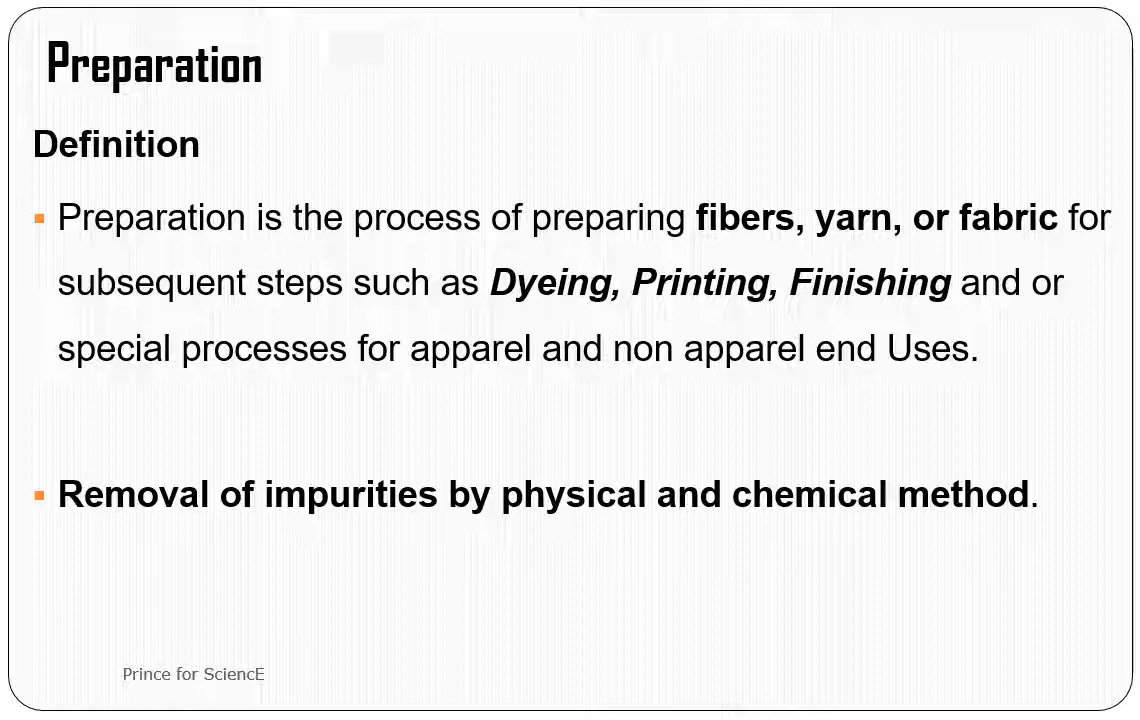 Preparation
Definition
▪ Preparation is the process of preparing fibers, yarn, or fabric for
subsequent steps such as Dyeing, Printing, Finishing and or
special processes for apparel and non apparel end Uses.
▪ Removal of impurities by physical and chemical method.
Prince for SciencE